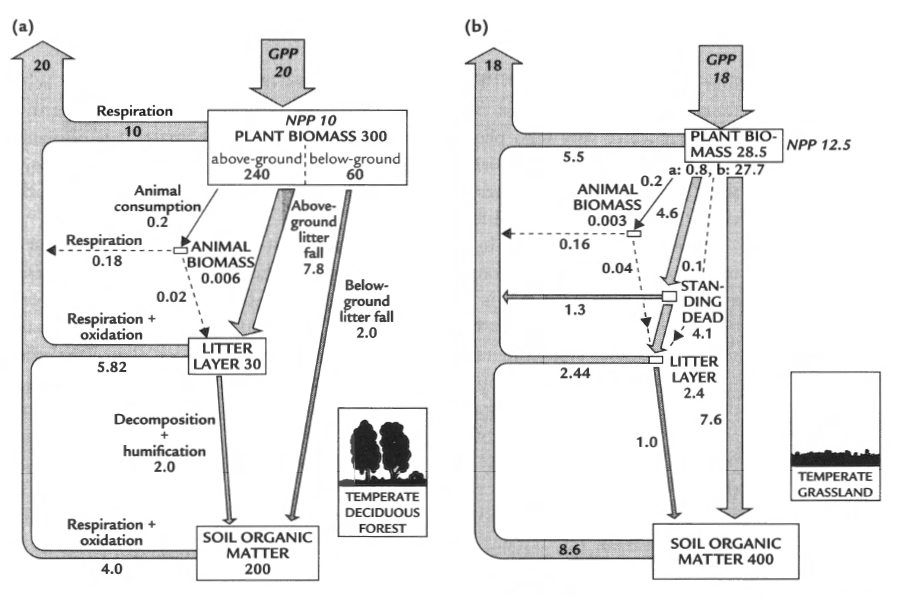 (a)
20
GPP
20
Respiration
10
NPP 10
PLANT BIOMASS 300
above-ground
240
below-ground
60
Animal
consumption
0.2
Respiration
0.18
ANIMAL
BIOMASS
0.006
0.02
Above-
ground
litter
fall
7.8
Below-
ground
litter fall
2.0
Respiration +
oxidation
5.82
LITTER
LAYER 30
Decomposition
+
humification
2.0
Respiration +
oxidation
4.0
SOIL ORGANIC
MATTER
200
TEMPERATE
DECIDUOUS
FOREST
(b)
18
GPP
18
5.5
PLANT BIO-
MASS 28.5
NPP 12.5
a: 0.8, b: 27.7
ANIMAL
BIOMASS
0.003
0.2
4.6
0.16
0.04
0.1
STAN-
DING
DEAD
4.1
1.3
LITTER
LAYER
2.4
2.44
7.6
1.0
8.6
SOIL ORGANIC
MATTER 400
TEMPERATE
GRASSLAND